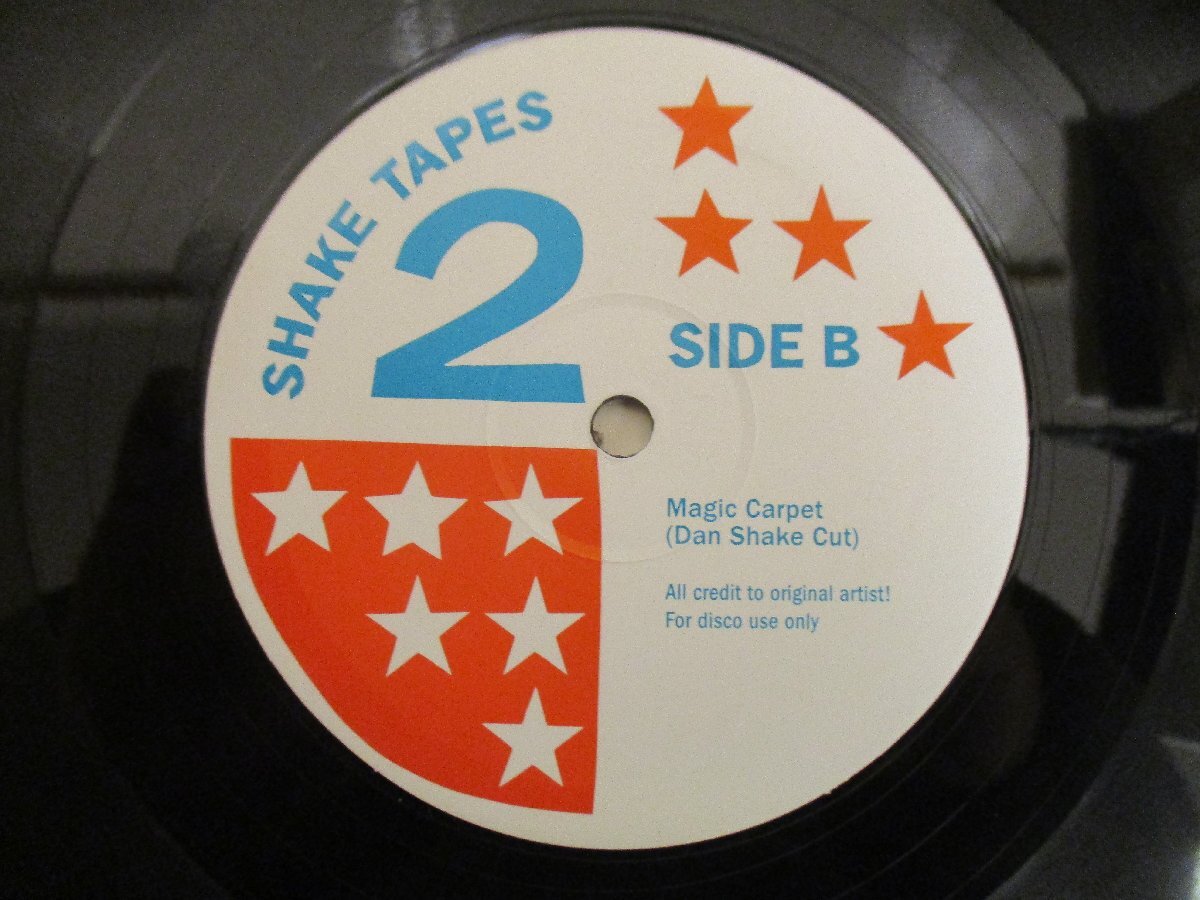 SHAKE TAPES
2
SIDE B
Magic Carpet
(Dan Shake Cut)
All credit to original artist!
For disco use only